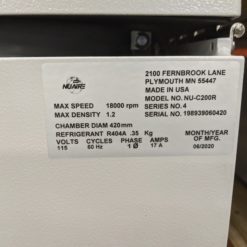 NUAIRE
2100 FERNBROOK LANE
PLYMOUTH MN 55447
MADE IN USA
MODEL NO. NU-C200R
MAX SPEED 18000 rpm SERIES NO. 4
MAX DENSITY 1.2 SERIAL NO. 198939060420
CHAMBER DIAM 420mm
REFRIGERANT R404A .35 Kg MONTH/YEAR
VOLTS CYCLES PHASE AMPS OF MFG.
115 60 Hz 1 Ø 17 A 06/2020